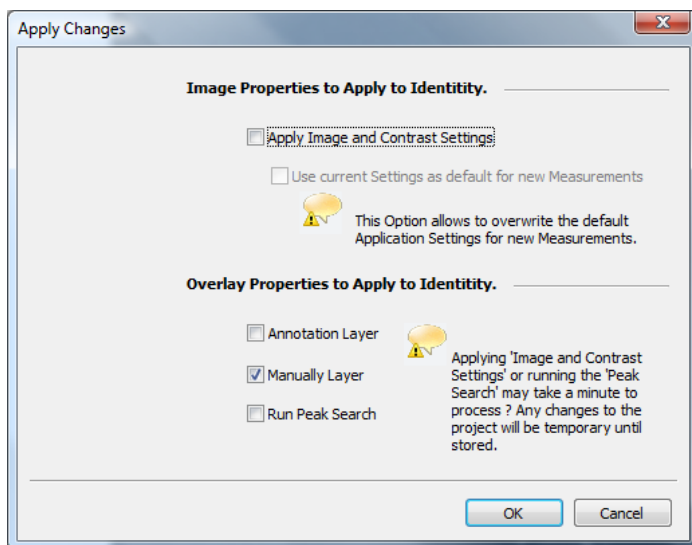 Apply Changes
Image Properties to Apply to Identitity.
Apply Image and Contrast Settings
Use current Settings as default for new Measurements
This Option allows to overwrite the default
Application Settings for new Measurements.
Overlay Properties to Apply to Identitity.
Annotation Layer
Manually Layer
Run Peak Search
Applying 'Image and Contrast
Settings' or running the 'Peak
Search' may take a minute to
process ? Any changes to the
project will be temporary until
stored.
OK
Cancel